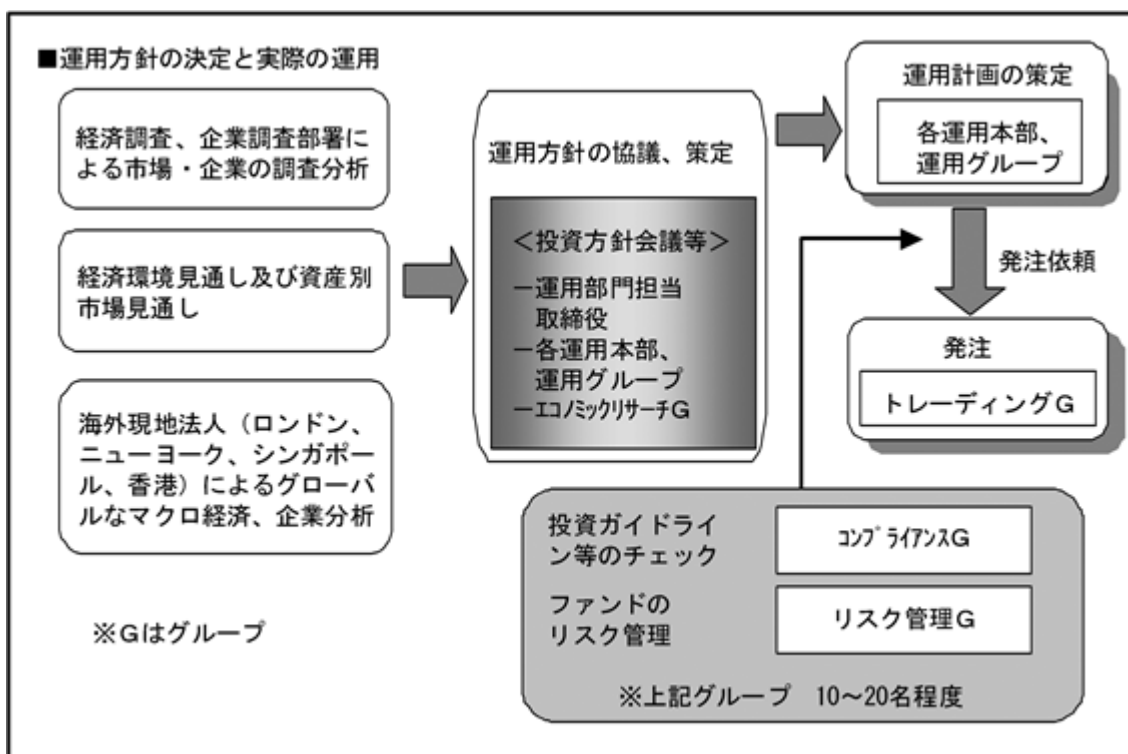 ■運用方針の決定と実際の運用
経済調査、企業調査部署に
よる市場・企業の調査分析
経済環境見通し及び資産別
市場見通し
海外現地法人（ロンドン、
ニューヨーク、シンガポー
ル、香港）によるグローバ
ルなマクロ経済、企業分析
※Ｇはグループ
運用方針の協議、策定
＜投資方針会議等＞
－運用部門担当
取締役
－各運用本部、
運用グループ
－ｴｺﾉﾐｯｸﾘｻｰﾁＧ
運用計画の策定
各運用本部、
運用グループ
発注依頼
発注
トレーディングＧ
投資ガイドライ
ン等のチェック
ｺﾝﾌﾟﾗｲｱﾝｽＧ
ファンドの
リスク管理
リスク管理Ｇ
※上記グループ　10～20名程度